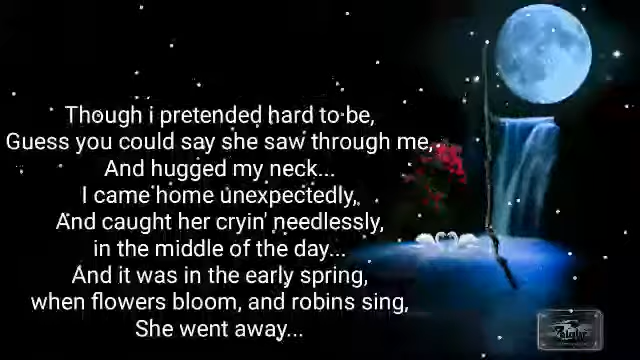 Though i pretended hard to be,
Guess you could say she saw through me,
And hugged my neck...
I came home unexpectedly,
And caught her cryin' needlessly,
in the middle of the day...
And it was in the early spring,
when flowers bloom, and robins sing,
She went away...